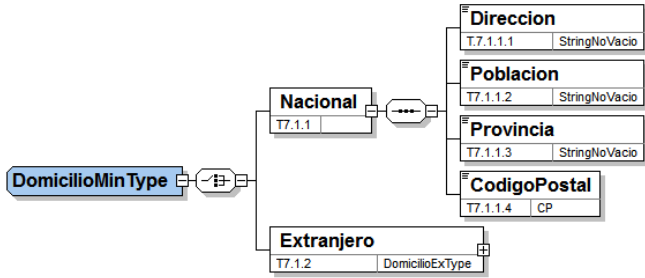 Direccion
T.7.1.1.1 StringNoVacio
Poblacion
T7.1.1.2 StringNoVacio
Nacional
T7.1.1
Provincia
T7.1.1.3 StringNoVacio
DomicilioMinType
CodigoPostal
T7.1.1.4 CP
Extranjero
T7.1.2 DomicilioExType